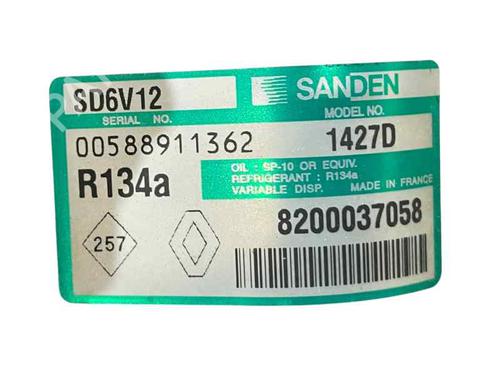 SD6V12
SANDEN
SERIAL NO.
MODEL NO.
00588911362
1427D
R134a
OIL : SP-10 OR EQUIV.
REFRIGERANT : R134a
VARIABLE DISP. MADE IN FRANCE
8200037058
257